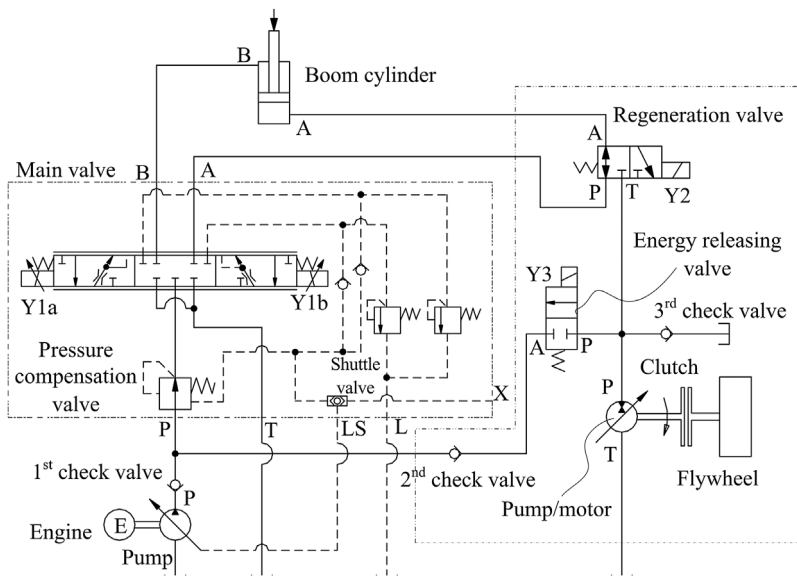 B
Boom cylinder
A
Regeneration valve
A
Main valve
B
A
P
T
Y2
Energy releasing
valve
Y3
Y1a
Y1b
3rd check valve
A
P
Pressure
compensation
valve
Shuttle
valve
Clutch
X
P
P
T
LS
L
T
1st check valve
2nd check valve
Flywheel
P
Pump/motor
Engine
E
Pump